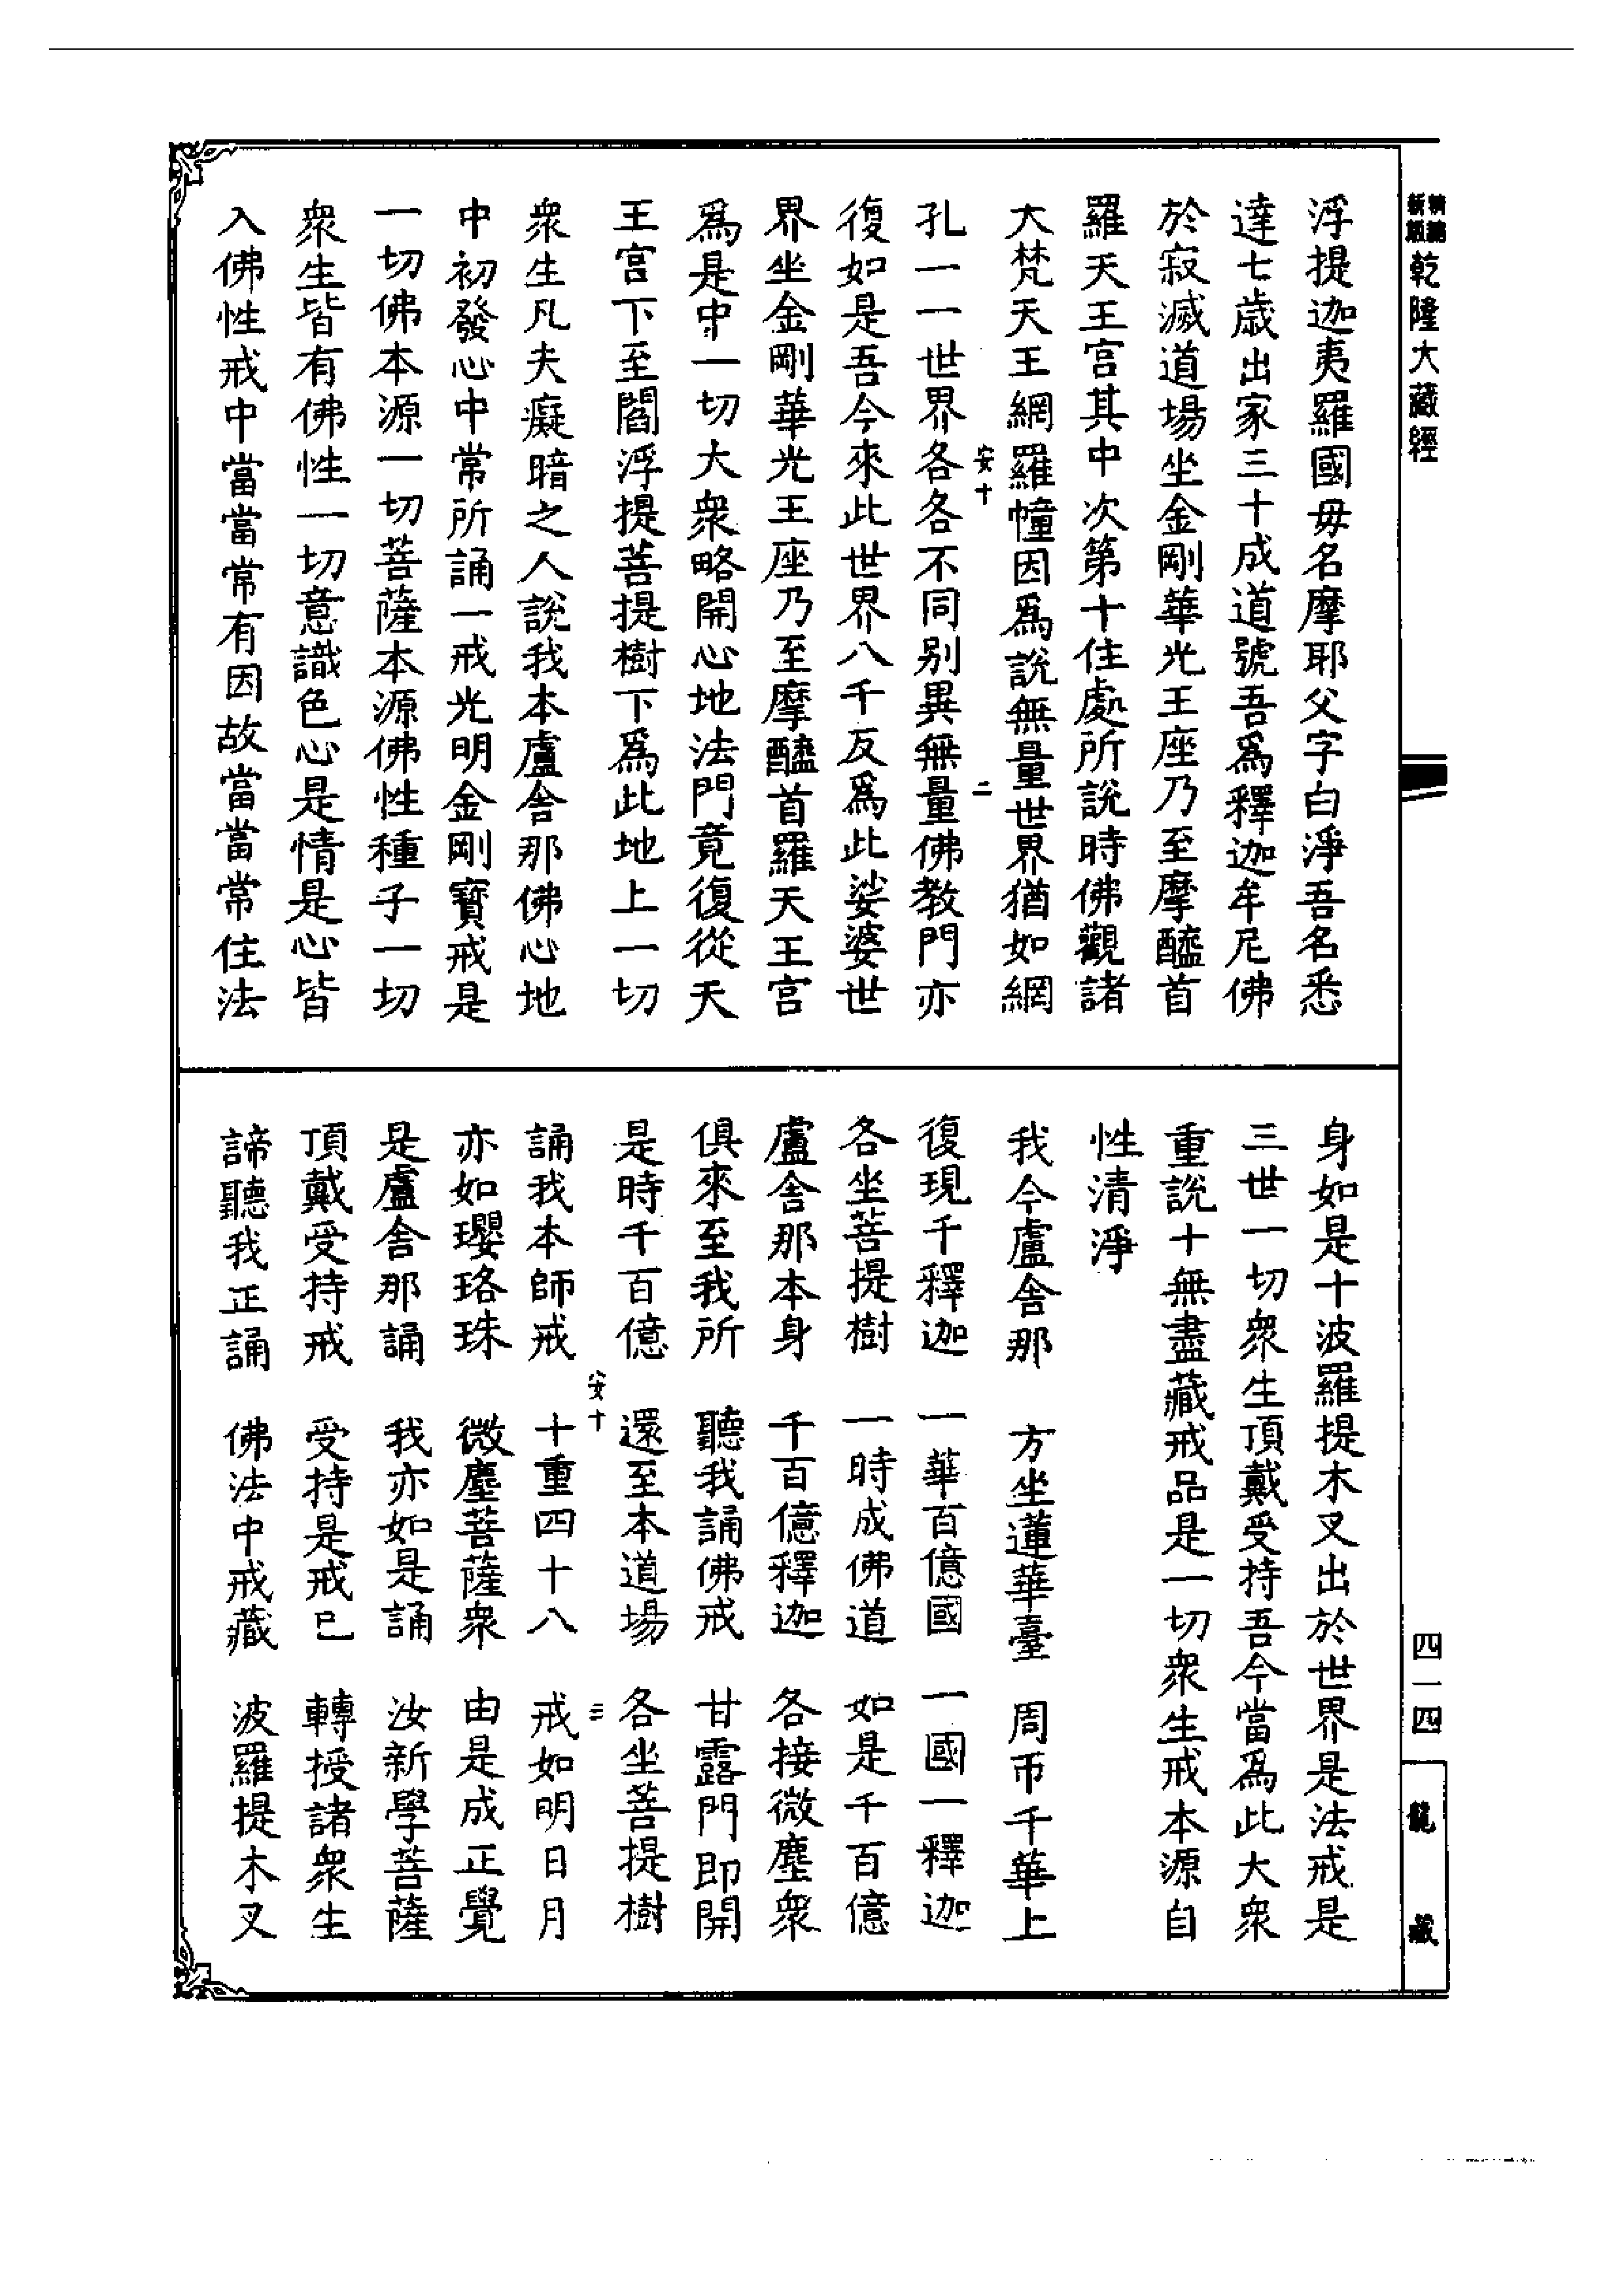 精編
新版
乾隆大藏經
浮提迦夷羅國毋名摩耶父字白淨吾名悉
達七歲出家三十成道號吾爲釋迦牟尼佛
於寂滅道場坐金剛華光王座乃至摩醯首
羅天王宮其中次第十住處所說時佛觀諸
大梵天王網羅幢因爲說無量世界猶如網
孔一一世界各各不同別異無量佛教門亦
安十
二
復如是吾今來此世界八千反爲此娑婆世
界坐金剛華光王座乃至摩醯首羅天王宮
爲是中一切大衆略開心地法門竟復從天
王宮下至閻浮提菩提樹下爲此地上一切
衆生凡夫癡暗之人說我本盧舍那佛心地
中初發心中常所誦一戒光明金剛寶戒是
一切佛本源一切菩薩本源佛性種子一切
衆生皆有佛性一切意識色心是情是心皆
入佛性戒中當當常有因故當當常住法
身如是十波羅提木叉出於世界是法戒是
三世一切衆生頂戴受持吾今當爲此大衆
重說十無盡藏戒品是一切衆生戒本源自
性清淨
我今盧舍那　方坐蓮華臺　周帀千華上
復現千釋迦　一華百億國　一國一釋迦
各坐菩提樹　一時成佛道　如是千百億
盧舍那本身　千百億釋迦　各接微塵衆
俱來至我所　聽我誦佛戒　甘露門即開
是時千百億　還至本道場　各坐菩提樹
安十
三
誦我本師戒　十重四十八　戒如明日月
亦如瓔珞珠　微塵菩薩衆　由是成正覺
是盧舍那誦　我亦如是誦　汝新學菩薩
頂戴受持戒　受持是戒已　轉授諸衆生
諦聽我正誦　佛法中戒藏　波羅提木叉
四一四
龍藏